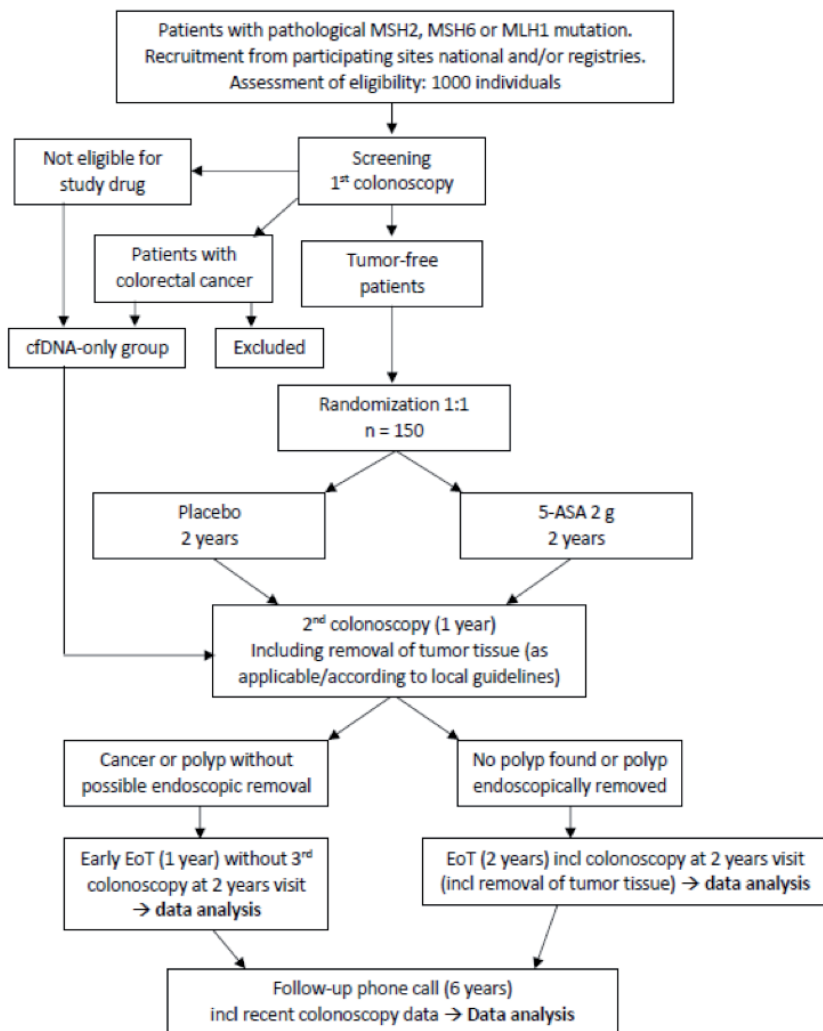 Patients with pathological MSH2, MSH6 or MLH1 mutation.
Recruitment from participating sites national and/or registries.
Assessment of eligibility: 1000 individuals
Not eligible for
study drug
Screening
1st colonoscopy
Patients with
colorectal cancer
Tumor-free
patients
cfDNA-only group
Excluded
Randomization 1:1
n = 150
Placebo
2 years
5-ASA 2 g
2 years
2nd colonoscopy (1 year)
Including removal of tumor tissue (as
applicable/according to local guidelines)
Cancer or polyp without
possible endoscopic removal
No polyp found or polyp
endoscopically removed
Early EoT (1 year) without 3rd
colonoscopy at 2 years visit
→ data analysis
EoT (2 years) incl colonoscopy at 2 years visit
(incl removal of tumor tissue) → data analysis
Follow-up phone call (6 years)
incl recent colonoscopy data → Data analysis